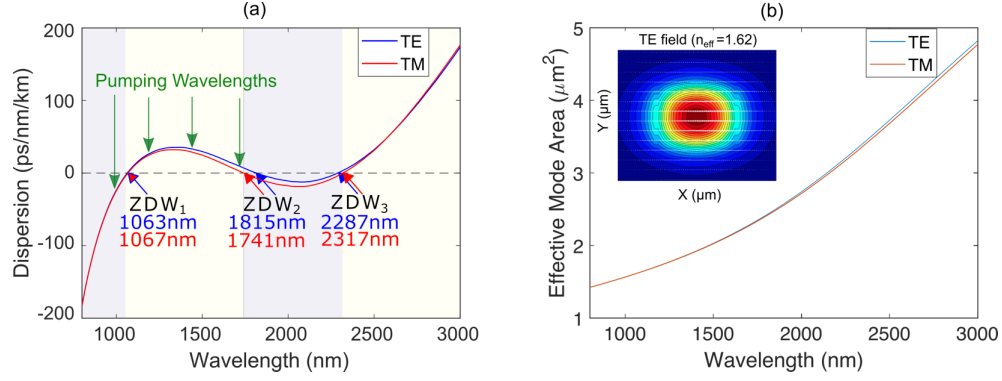 (a)
200
100
0
-100
-200
Dispersion (ps/nm/km)
TE
TM
Pumping Wavelengths
ZDW1 ZDW2 ZDW3
1063nm 1815nm 2287nm
1067nm 1741nm 2317nm
1000 1500 2000 2500 3000
Wavelength (nm)
(b)
5
4
3
2
1
0
Effective Mode Area (μm²)
TE field (neff=1.62)
Y (μm)
X (μm)
TE
TM
1000 1500 2000 2500 3000
Wavelength (nm)